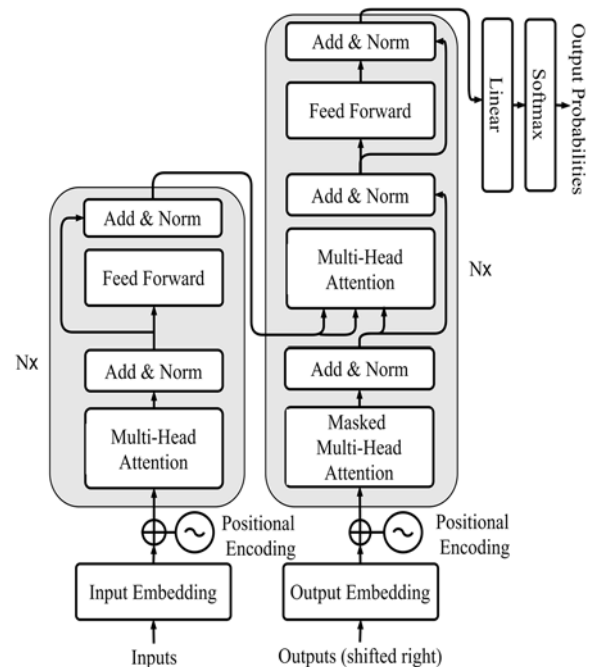 Add & Norm
Feed Forward
Add & Norm
Multi-Head
Attention
Nx
Add & Norm
Masked
Multi-Head
Attention
Positional
Encoding
Output Embedding
Outputs (shifted right)
Linear
Softmax
Output Probabilities
Add & Norm
Feed Forward
Nx
Add & Norm
Multi-Head
Attention
Positional
Encoding
Input Embedding
Inputs